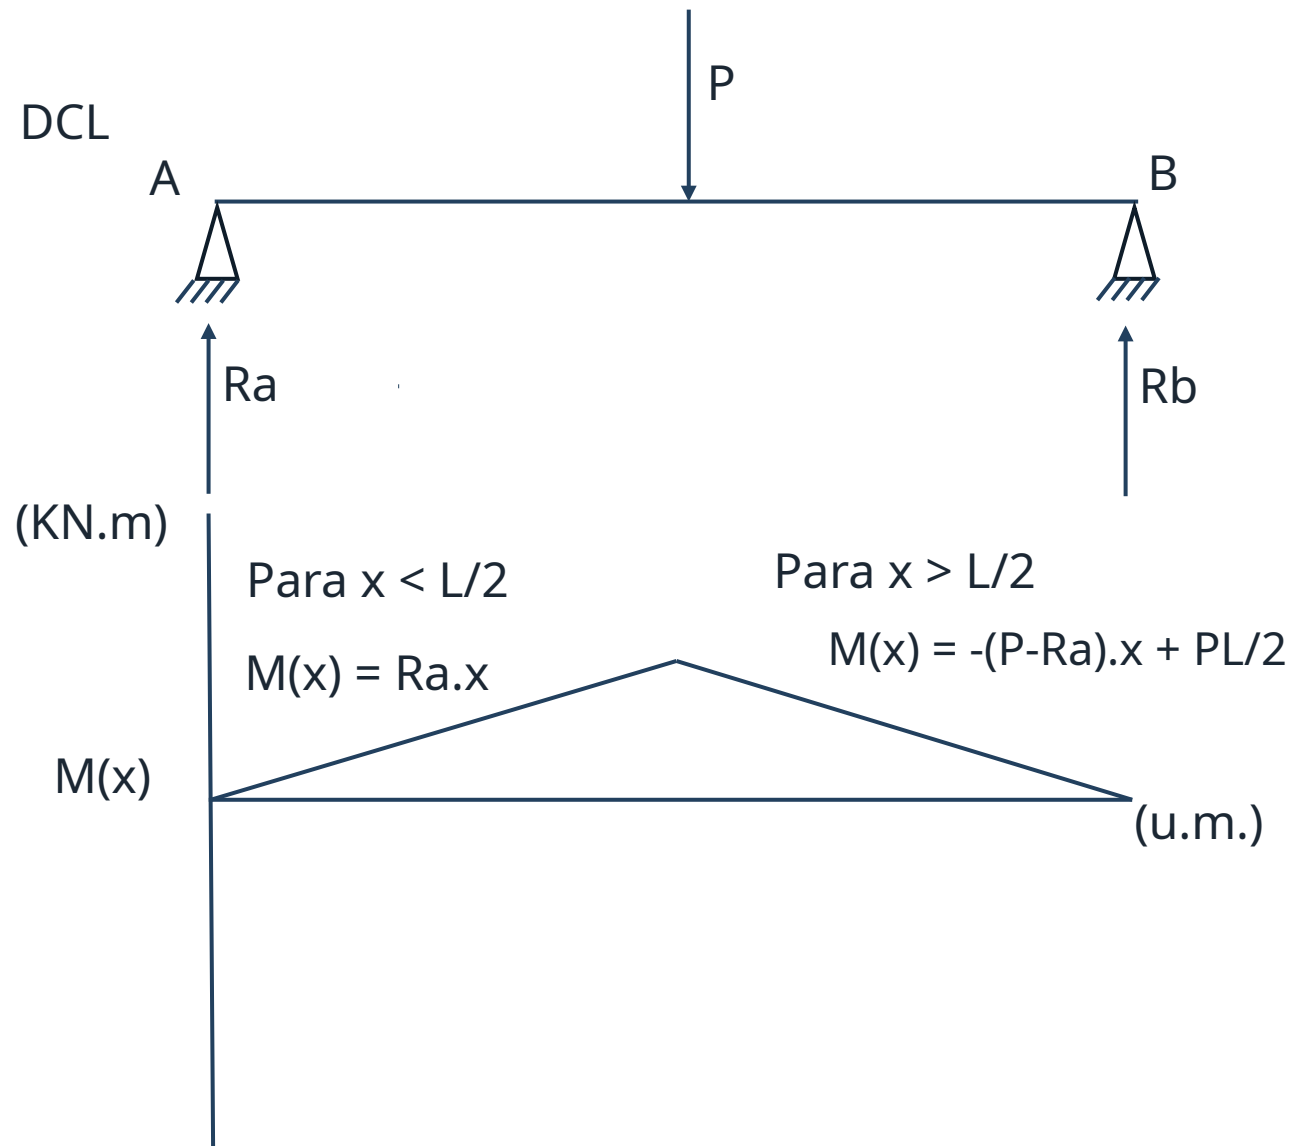 P
DCL
A
B
Ra
Rb
(KN.m)
Para x < L/2
Para x > L/2
M(x) = Ra.x
M(x) = -(P-Ra).x + PL/2
M(x)
(u.m.)